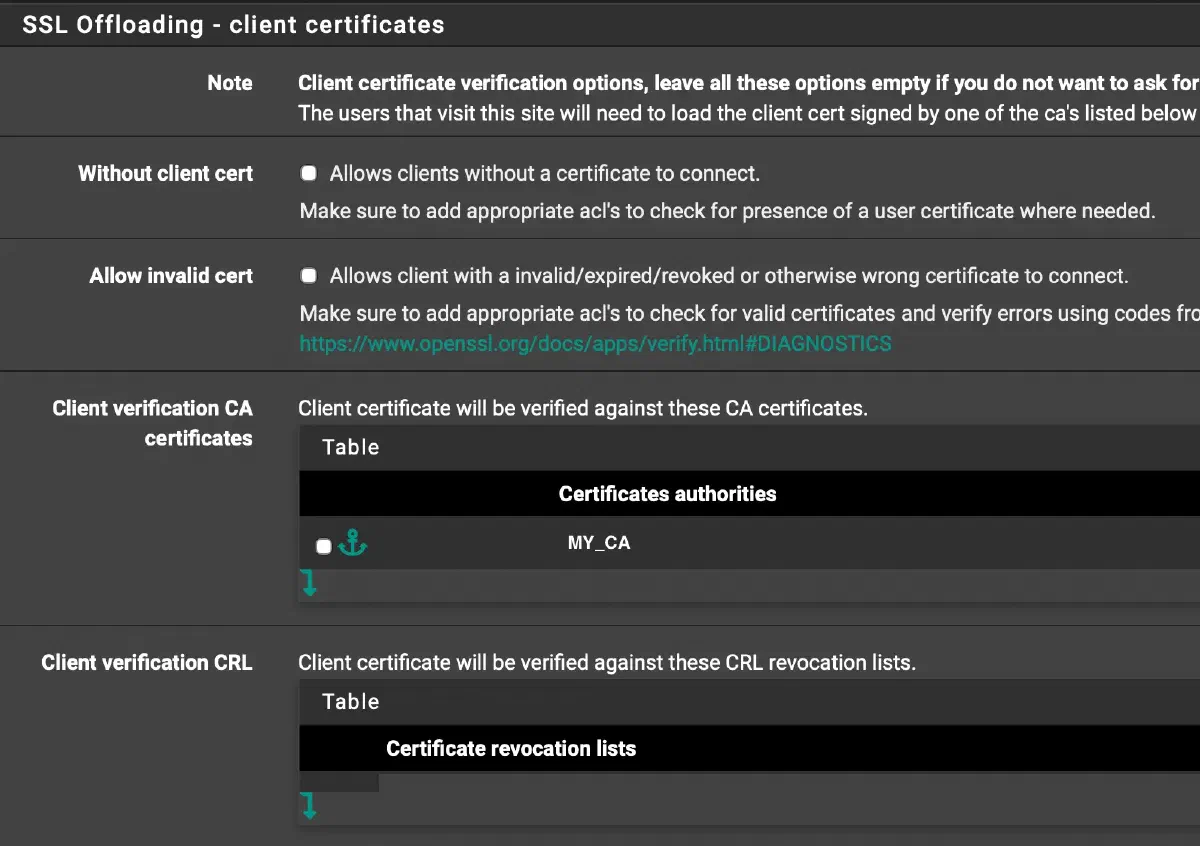 SSL Offloading - client certificates
Note
Client certificate verification options, leave all these options empty if you do not want to ask for
The users that visit this site will need to load the client cert signed by one of the ca's listed below
Without client cert
Allows clients without a certificate to connect.
Make sure to add appropriate acl's to check for presence of a user certificate where needed.
Allow invalid cert
Allows client with a invalid/expired/revoked or otherwise wrong certificate to connect.
Make sure to add appropriate acl's to check for valid certificates and verify errors using codes fro
https://www.openssl.org/docs/apps/verify.html#DIAGNOSTICS
Client verification CA
certificates
Client certificate will be verified against these CA certificates.
Table
Certificates authorities
MY_CA
Client verification CRL
Client certificate will be verified against these CRL revocation lists.
Table
Certificate revocation lists